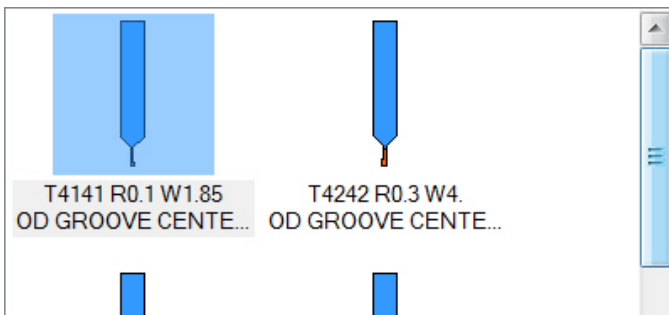 T4141 R0.1 W1.85
OD GROOVE CENTE...
T4242 R0.3 W4.
OD GROOVE CENTE...